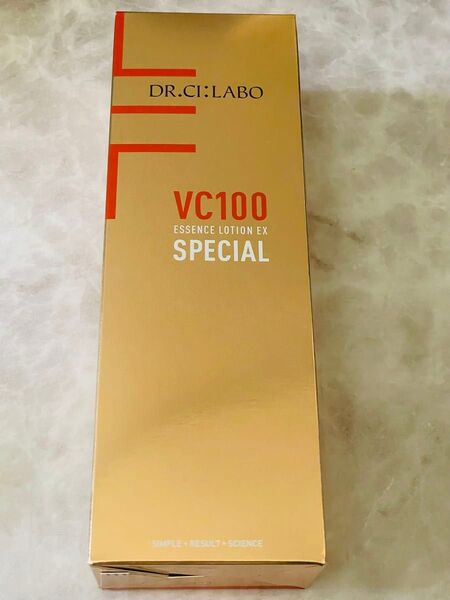 DR.CI:LABO
VC100
ESSENCE LOTION EX
SPECIAL
SIMPLE • RESULT • SCIENCE